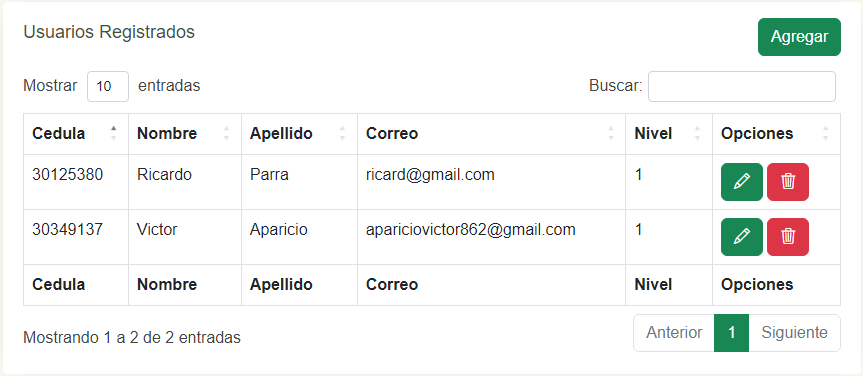 Usuarios Registrados Agregar
Mostrar 10 entradas Buscar:
Cedula Nombre Apellido Correo Nivel Opciones
30125380 Ricardo Parra ricard@gmail.com 1
30349137 Victor Aparicio apariciovictor862@gmail.com 1
Cedula Nombre Apellido Correo Nivel Opciones
Mostrando 1 a 2 de 2 entradas Anterior 1 Siguiente